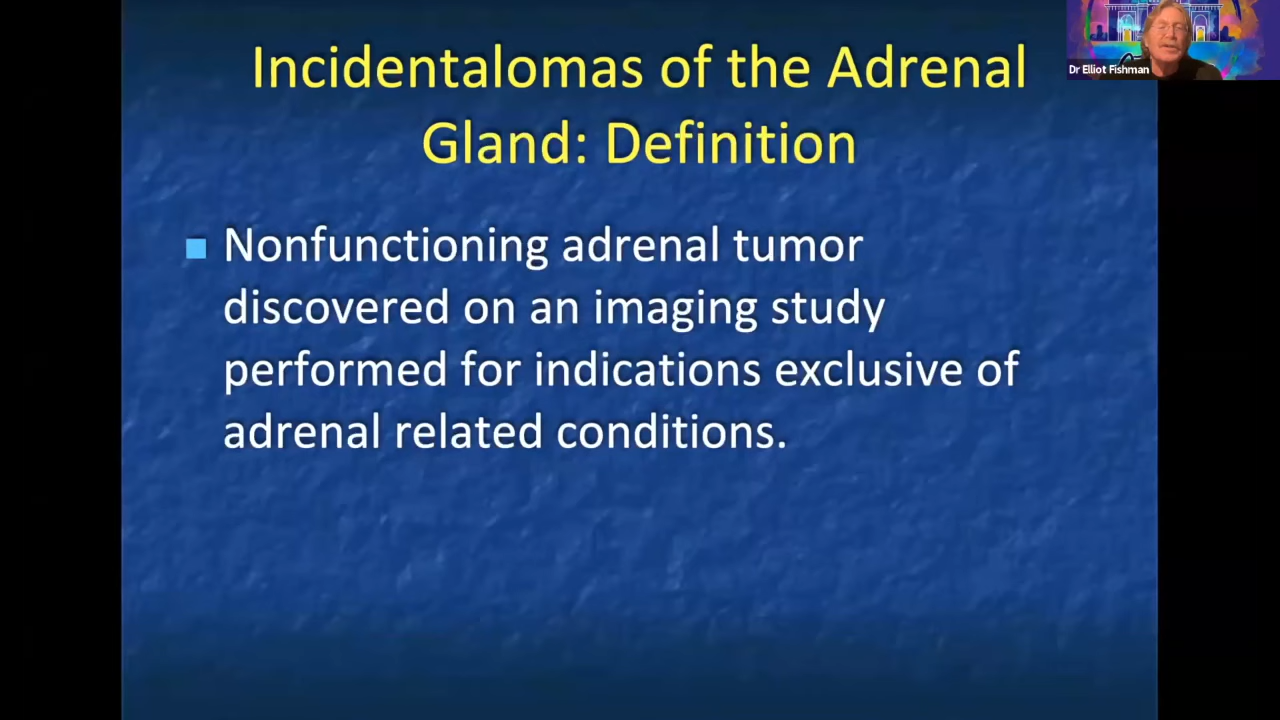 Incidentalomas of the Adrenal
Gland: Definition
Dr Elliot Fishman
Nonfunctioning adrenal tumor
discovered on an imaging study
performed for indications exclusive of
adrenal related conditions.